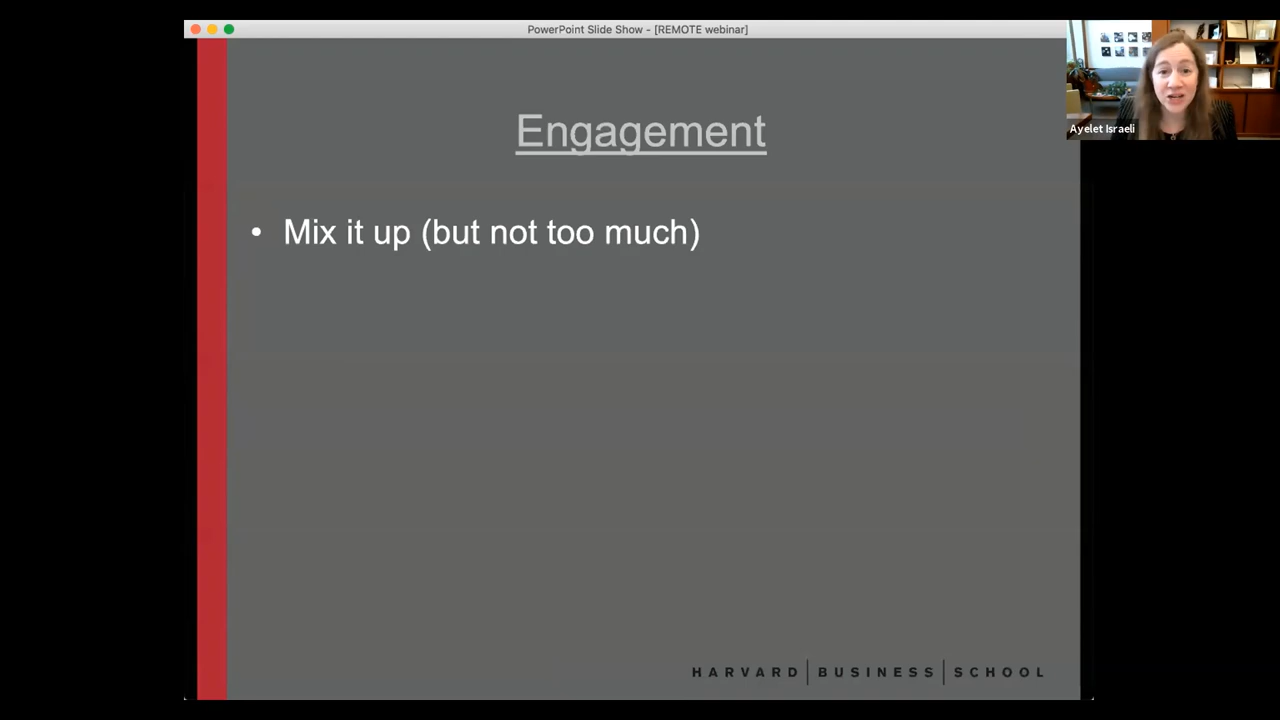 PowerPoint Slide Show - [REMOTE webinar]
Ayelet Israeli
Engagement
• Mix it up (but not too much)
HARVARD | BUSINESS | SCHOOL